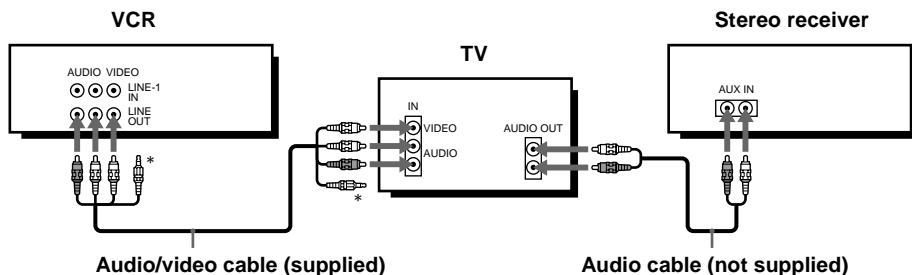 VCR
TV
Stereo receiver
AUDIO VIDEO
LINE-1
IN
LINE
OUT
*
IN
VIDEO
AUDIO
*
AUDIO OUT
AUX IN
Audio/video cable (supplied)
Audio cable (not supplied)